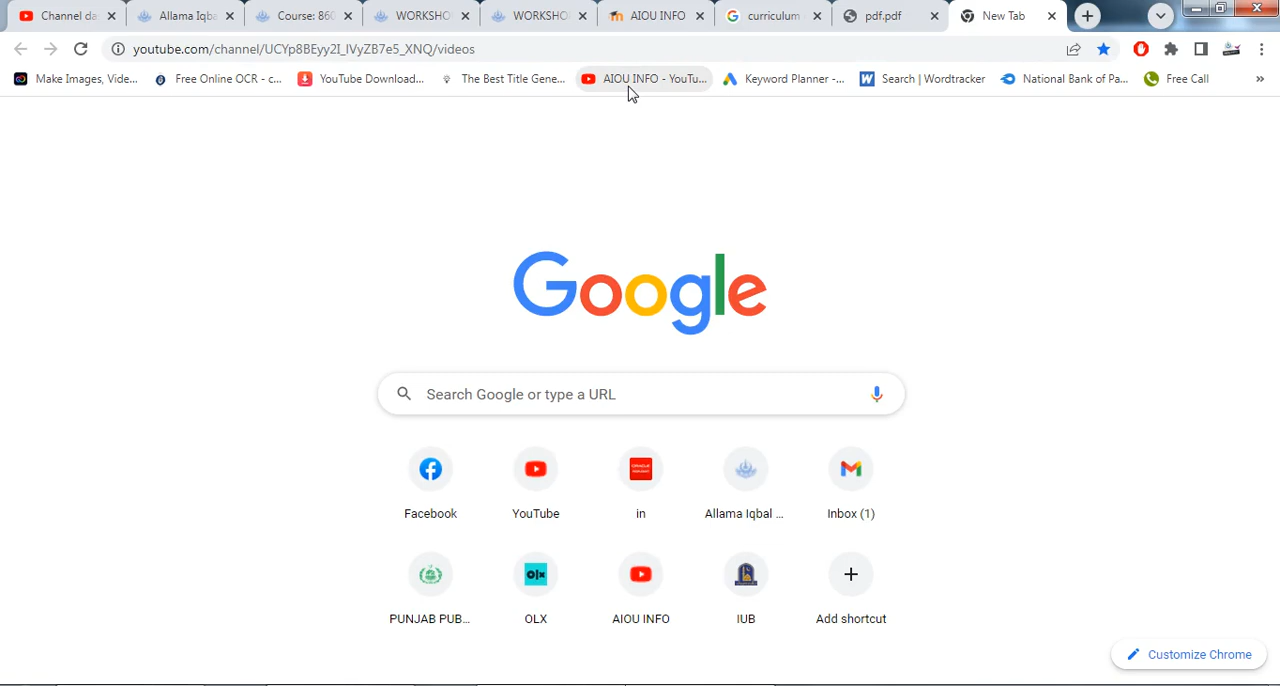 Channel da
Allama Iqba
Course: 860
WORKSHO
WORKSHO
AIOU INFO
curriculum
pdf.pdf
New Tab
youtube.com/channel/UCYp8BEyy2I_lVyZB7e5_XNQ/videos
Make Images, Vide...
Free Online OCR - c...
YouTube Download...
The Best Title Gene...
AIOU INFO - YouTu...
Keyword Planner -...
Search | Wordtracker
National Bank of Pa...
Free Call
Google
Search Google or type a URL
Facebook
YouTube
in
Allama Iqbal ...
Inbox (1)
PUNJAB PUB...
OLX
AIOU INFO
IUB
Add shortcut
Customize Chrome